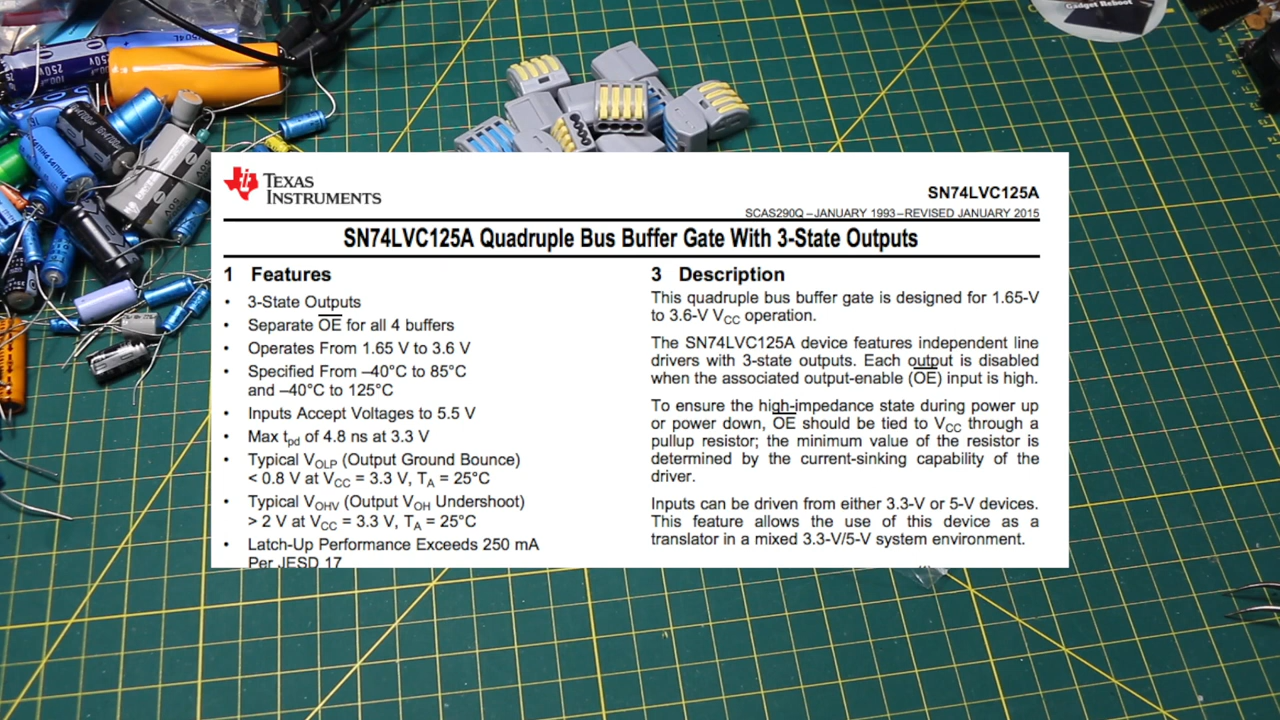 Gadget Reboot
250V
100µ
TEXAS
INSTRUMENTS
SN74LVC125A
SCAS290Q – JANUARY 1993 – REVISED JANUARY 2015
SN74LVC125A Quadruple Bus Buffer Gate With 3-State Outputs
1 Features
• 3-State Outputs
• Separate O̅E̅ for all 4 buffers
• Operates From 1.65 V to 3.6 V
• Specified From –40°C to 85°C
and –40°C to 125°C
• Inputs Accept Voltages to 5.5 V
• Max tpd of 4.8 ns at 3.3 V
• Typical VOLP (Output Ground Bounce)
< 0.8 V at VCC = 3.3 V, TA = 25°C
• Typical VOHV (Output VOH Undershoot)
> 2 V at VCC = 3.3 V, TA = 25°C
• Latch-Up Performance Exceeds 250 mA
Per JESD 17
3 Description
This quadruple bus buffer gate is designed for 1.65-V
to 3.6-V VCC operation.
The SN74LVC125A device features independent line
drivers with 3-state outputs. Each output is disabled
when the associated output-enable (O̅E̅) input is high.
To ensure the high-impedance state during power up
or power down, O̅E̅ should be tied to VCC through a
pullup resistor; the minimum value of the resistor is
determined by the current-sinking capability of the
driver.
Inputs can be driven from either 3.3-V or 5-V devices.
This feature allows the use of this device as a
translator in a mixed 3.3-V/5-V system environment.